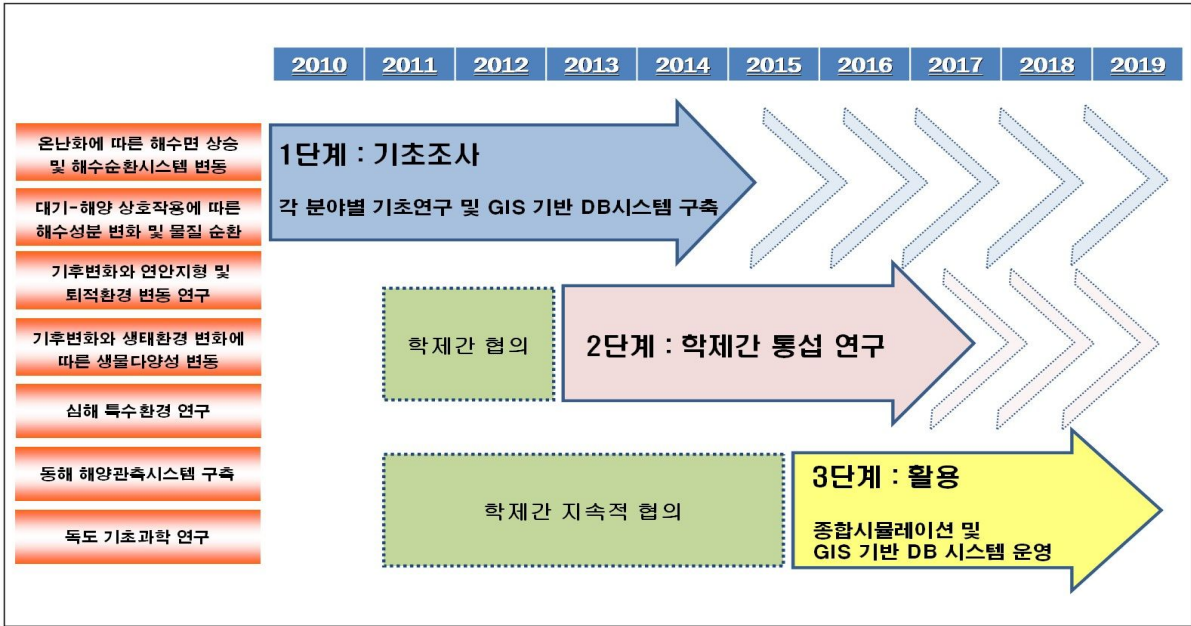 2010 2011 2012 2013 2014 2015 2016 2017 2018 2019
온난화에 따른 해수면 상승
및 해수순환시스템 변동
대기-해양 상호작용에 따른
해수성분 변화 및 물질 순환
기후변화와 연안지형 및
퇴적환경 변동 연구
기후변화와 생태환경 변화에
따른 생물다양성 변동
심해 특수환경 연구
동해 해양관측시스템 구축
독도 기초과학 연구
1단계 : 기초조사
각 분야별 기초연구 및 GIS 기반 DB시스템 구축
학제간 협의
2단계 : 학제간 통섭 연구
학제간 지속적 협의
3단계 : 활용
종합시뮬레이션 및
GIS 기반 DB 시스템 운영